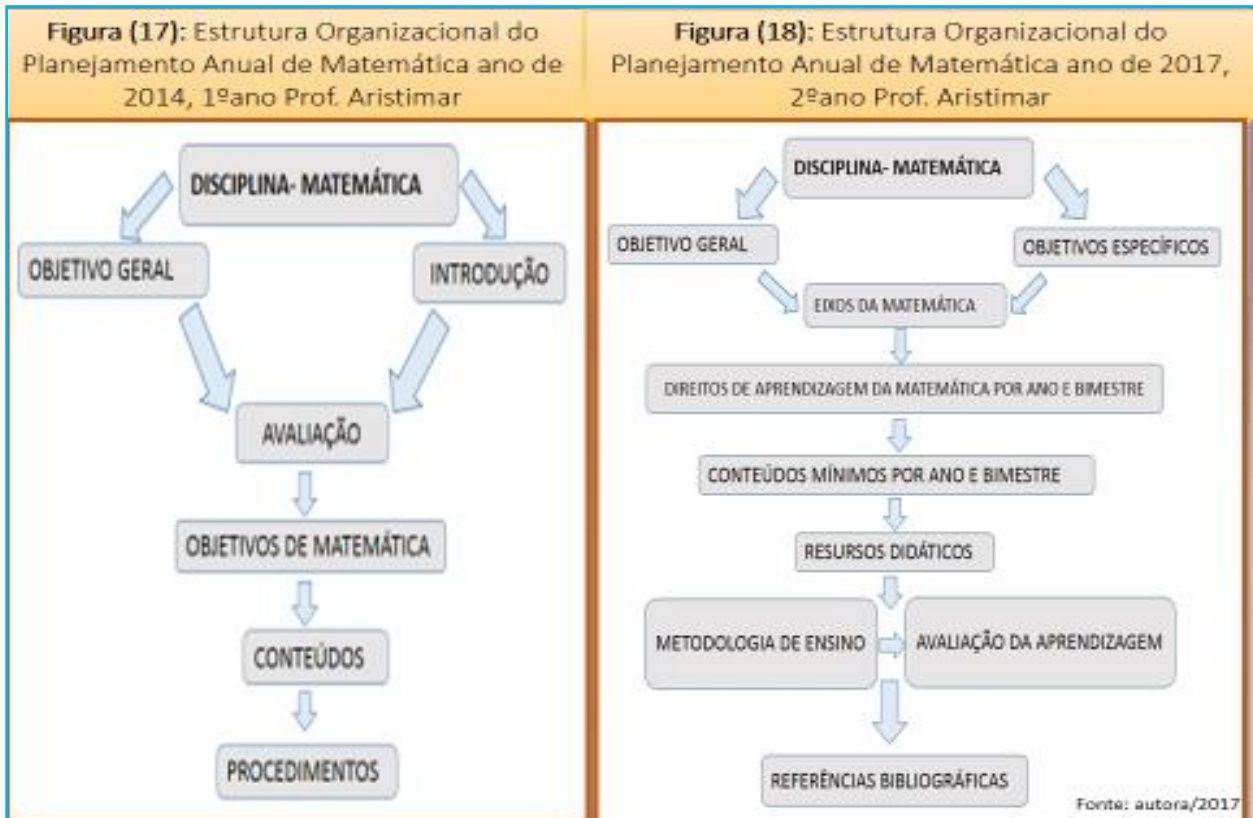 Figura (17): Estrutura Organizacional do
Planejamento Anual de Matemática ano de
2014, 1ºano Prof. Aristimar
DISCIPLINA- MATEMÁTICA
OBJETIVO GERAL
INTRODUÇÃO
AVALIAÇÃO
OBJETIVOS DE MATEMÁTICA
CONTEÚDOS
PROCEDIMENTOS
Figura (18): Estrutura Organizacional do
Planejamento Anual de Matemática ano de 2017,
2ºano Prof. Aristimar
DISCIPLINA- MATEMÁTICA
OBJETIVO GERAL
OBJETIVOS ESPECÍFICOS
EIXOS DA MATEMÁTICA
DIREITOS DE APRENDIZAGEM DA MATEMÁTICA POR ANO E BIMESTRE
CONTEÚDOS MÍNIMOS POR ANO E BIMESTRE
RESURSOS DIDÁTICOS
METODOLOGIA DE ENSINO
AVALIAÇÃO DA APRENDIZAGEM
REFERÊNCIAS BIBLIOGRÁFICAS
Fonte: autora/2017